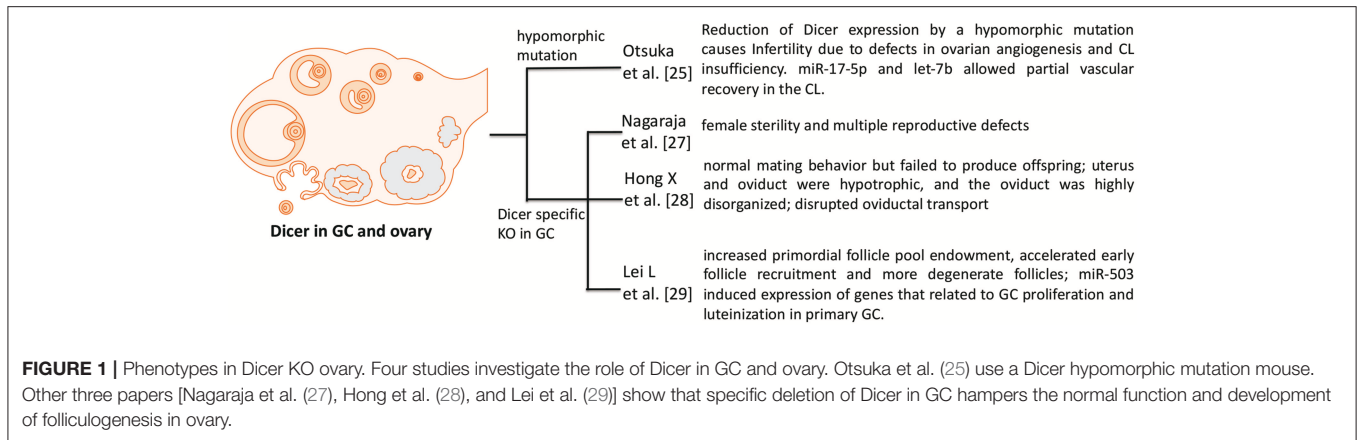 hypomorphic
mutation
Otsuka
et al. [25]
Reduction of Dicer expression by a hypomorphic mutation
causes Infertility due to defects in ovarian angiogenesis and CL
insufficiency. miR-17-5p and let-7b allowed partial vascular
recovery in the CL.
Nagaraja
et al. [27]
female sterility and multiple reproductive defects
Hong X
et al. [28]
normal mating behavior but failed to produce offspring; uterus
and oviduct were hypotrophic, and the oviduct was highly
disorganized; disrupted oviductal transport
Dicer in GC and ovary
Dicer specific
KO in GC
Lei L
et al. [29]
increased primordial follicle pool endowment, accelerated early
follicle recruitment and more degenerate follicles; miR-503
induced expression of genes that related to GC proliferation and
luteinization in primary GC.
FIGURE 1 | Phenotypes in Dicer KO ovary. Four studies investigate the role of Dicer in GC and ovary. Otsuka et al. (25) use a Dicer hypomorphic mutation mouse.
Other three papers [Nagaraja et al. (27), Hong et al. (28), and Lei et al. (29)] show that specific deletion of Dicer in GC hampers the normal function and development
of folliculogenesis in ovary.